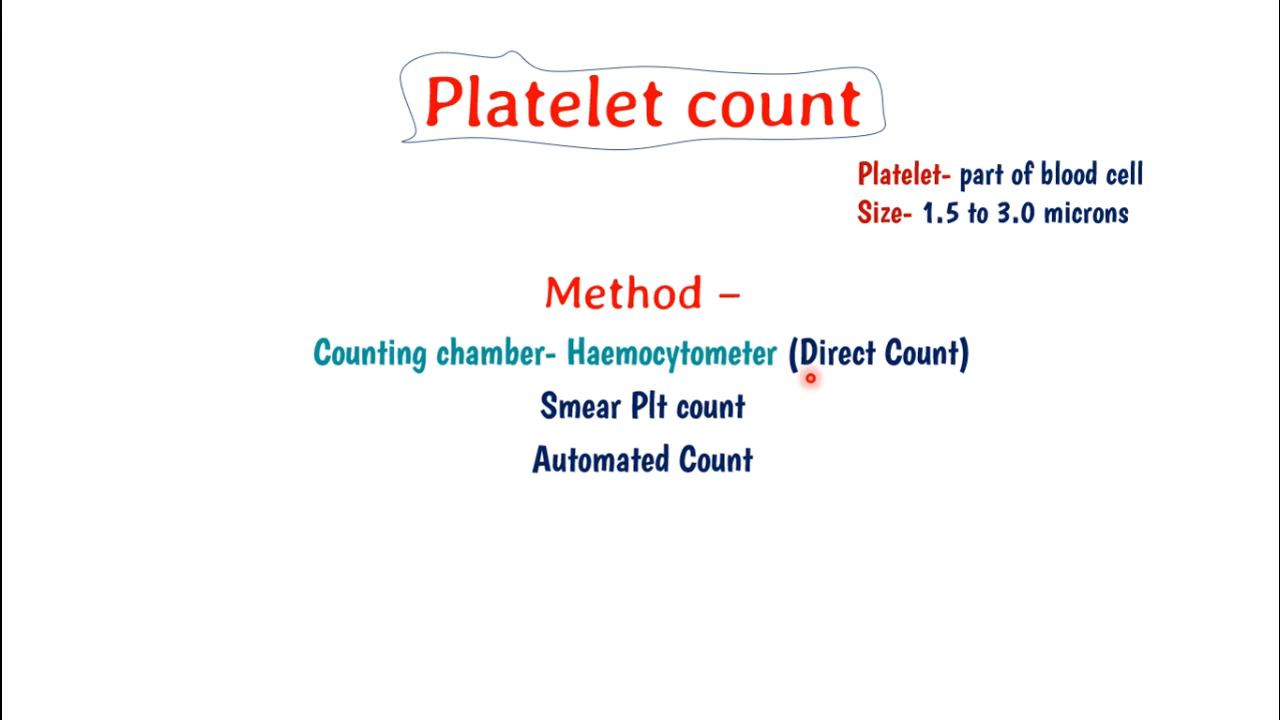 Platelet count
Platelet- part of blood cell
Size- 1.5 to 3.0 microns
Method –
Counting chamber- Haemocytometer (Direct Count)
Smear Plt count
Automated Count